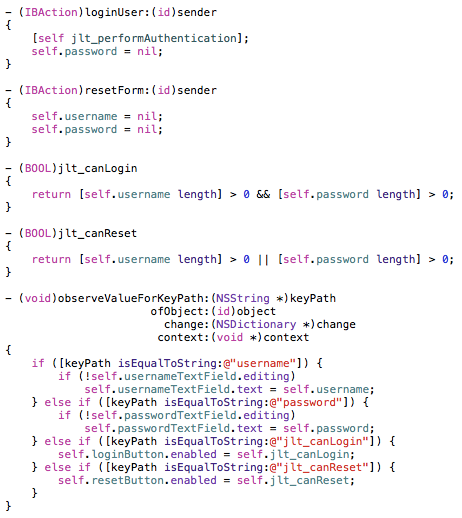 - (IBAction)loginUser:(id)sender
{
    [self jlt_performAuthentication];
    self.password = nil;
}

- (IBAction)resetForm:(id)sender
{
    self.username = nil;
    self.password = nil;
}

- (BOOL)jlt_canLogin
{
    return [self.username length] > 0 && [self.password length] > 0;
}

- (BOOL)jlt_canReset
{
    return [self.username length] > 0 || [self.password length] > 0;
}

- (void)observeValueForKeyPath:(NSString *)keyPath
                      ofObject:(id)object
                        change:(NSDictionary *)change
                       context:(void *)context
{
    if ([keyPath isEqualToString:@"username"]) {
        if (!self.usernameTextField.editing)
            self.usernameTextField.text = self.username;
    } else if ([keyPath isEqualToString:@"password"]) {
        if (!self.passwordTextField.editing)
            self.passwordTextField.text = self.password;
    } else if ([keyPath isEqualToString:@"jlt_canLogin"]) {
        self.loginButton.enabled = self.jlt_canLogin;
    } else if ([keyPath isEqualToString:@"jlt_canReset"]) {
        self.resetButton.enabled = self.jlt_canReset;
    }
}